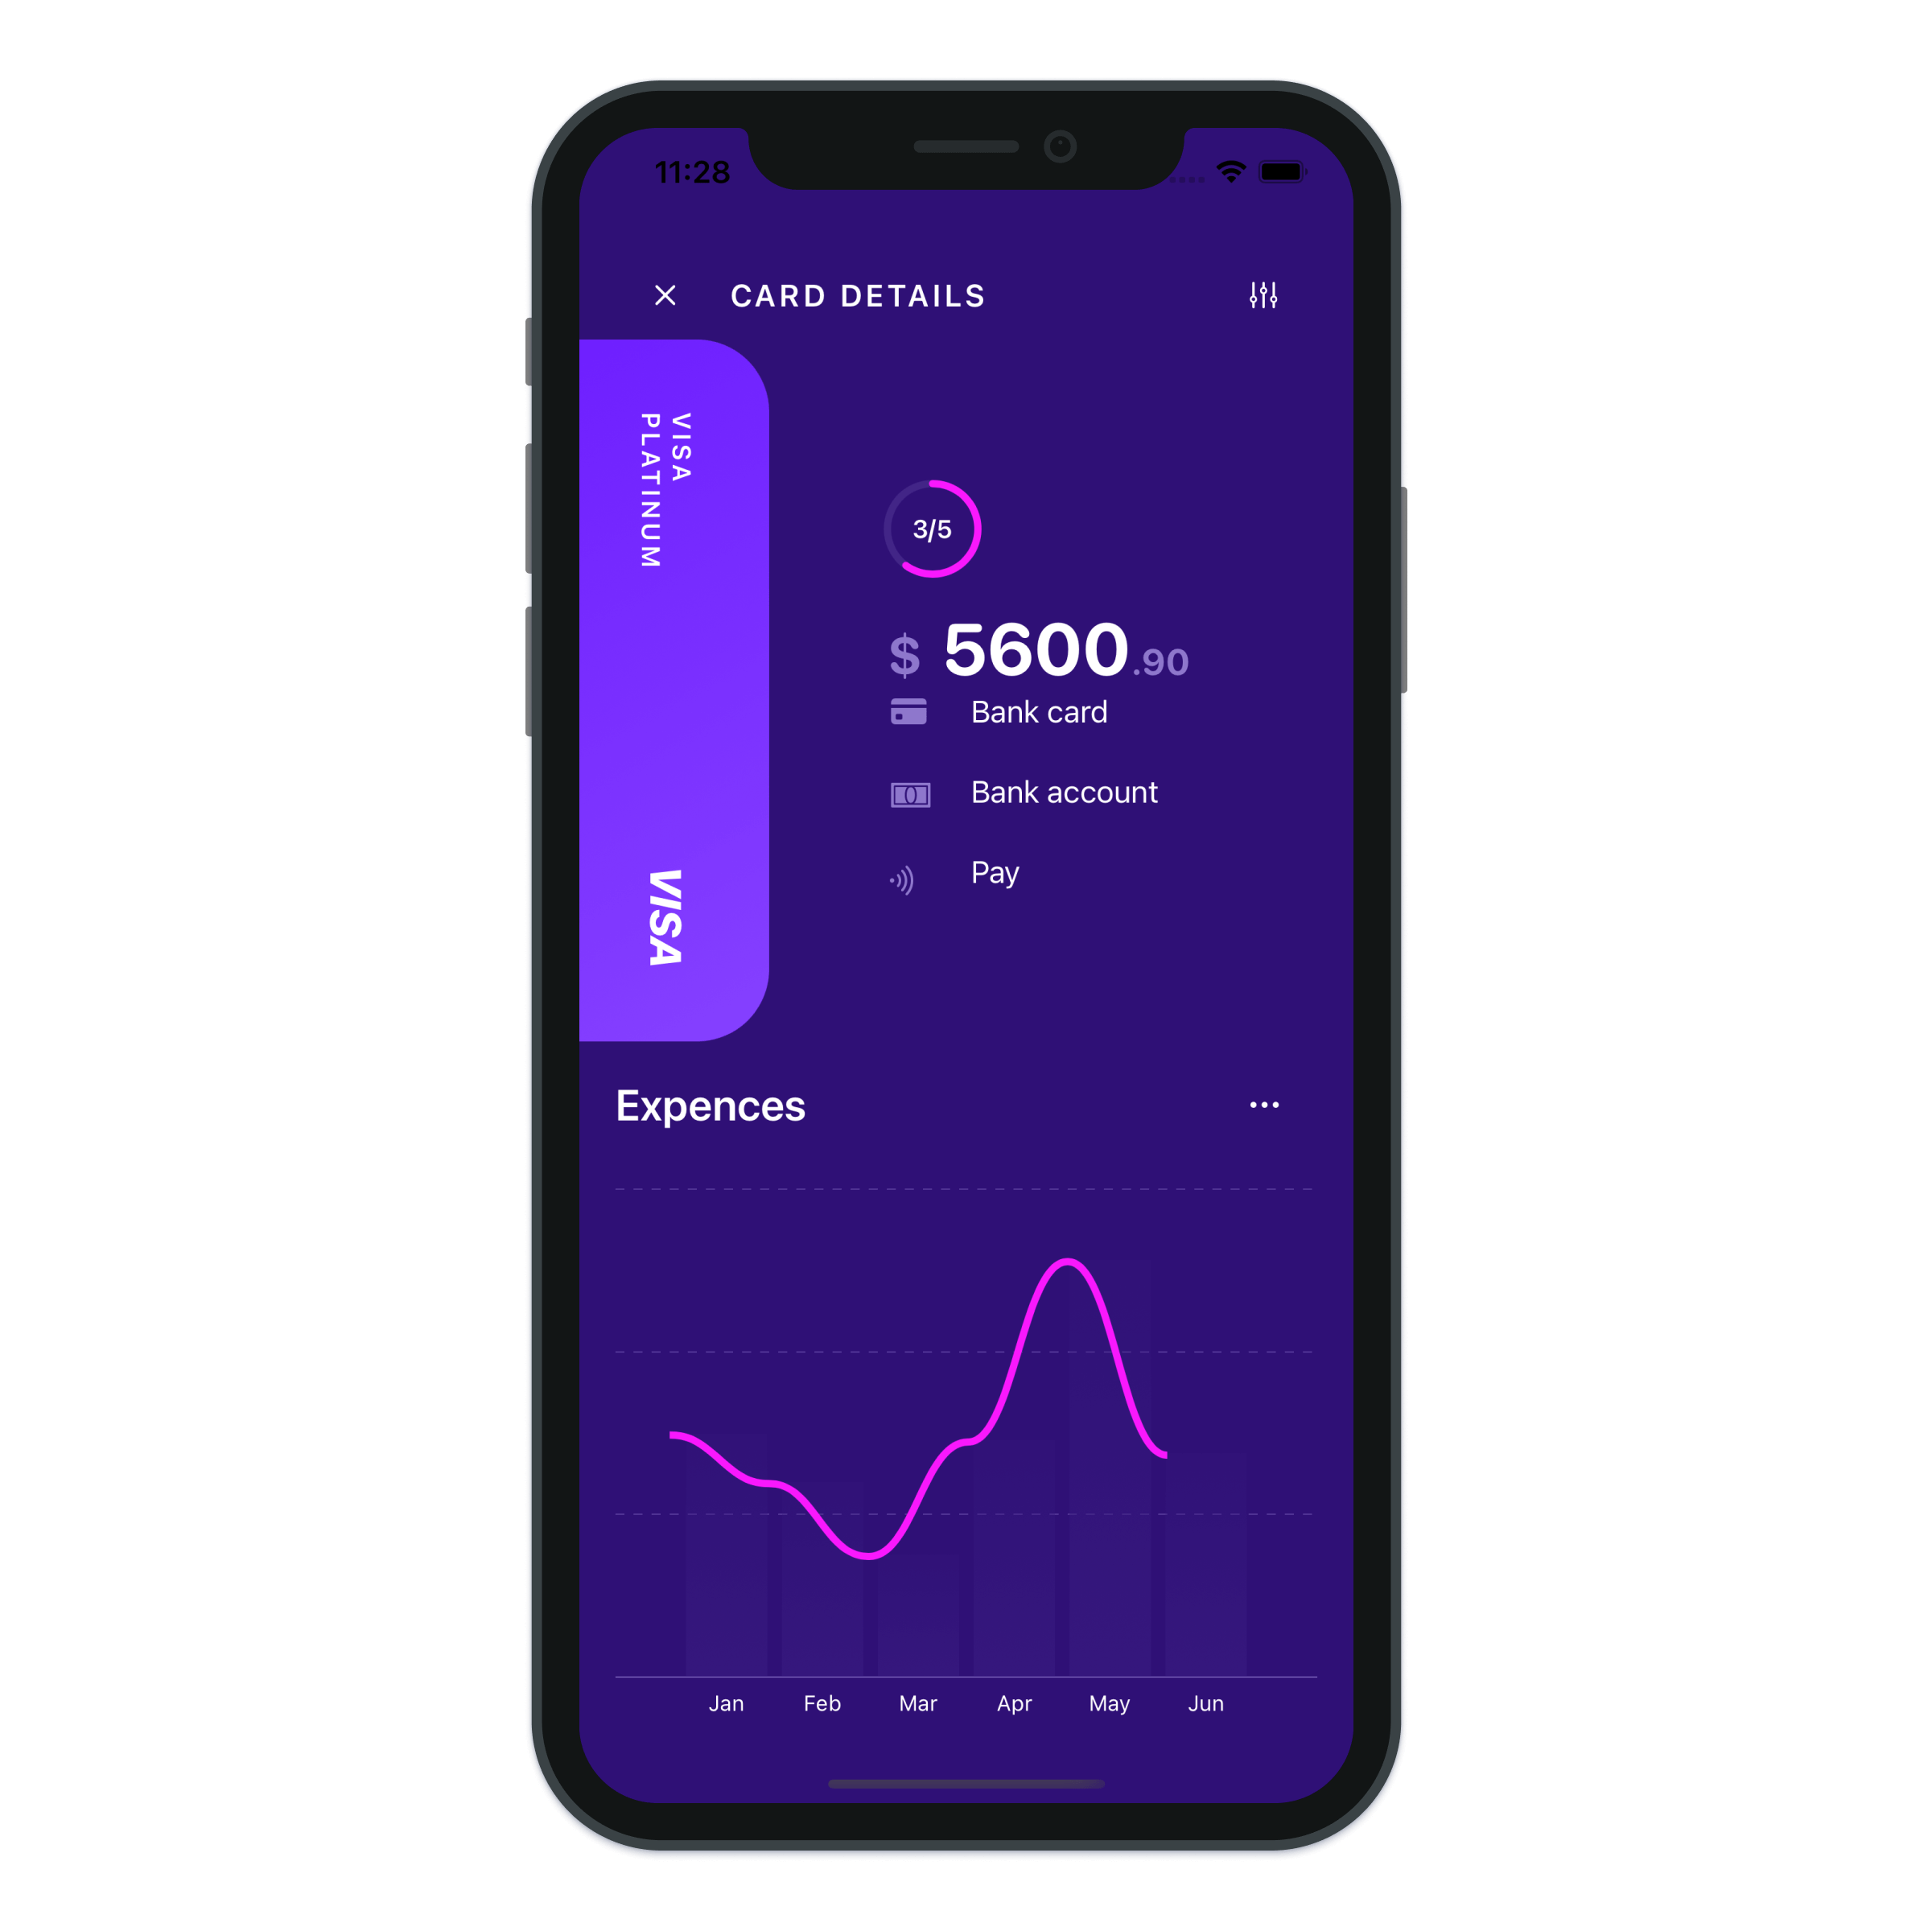 11:28
CARD DETAILS
VISA
PLATINUM
VISA
3/5
$ 5600.90
Bank card
Bank account
Pay
Expences
Jan Feb Mar Apr May Jun